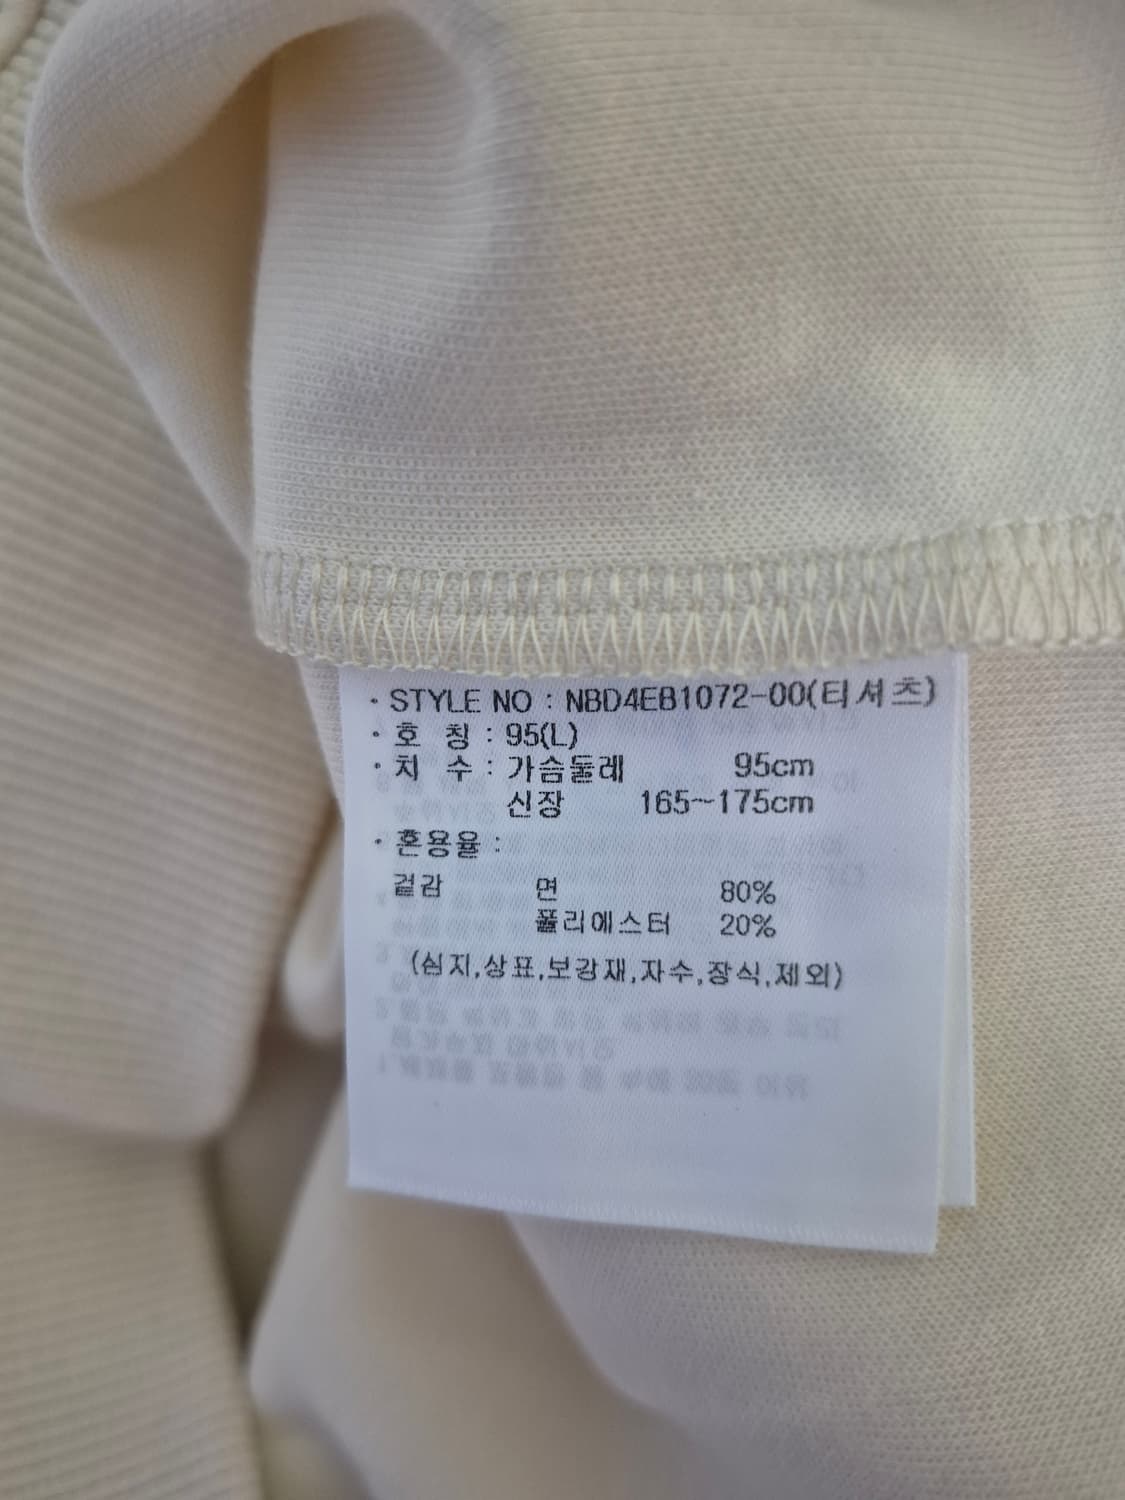 · STYLE NO : NBD4EB1072-00(티셔츠)
· 호 칭 : 95(L)
· 치 수 : 가슴둘레 95cm
신장 165~175cm
· 혼용율 :
겉감 면 80%
폴리에스터 20%
(심지,상표,보강재,자수,장식,제외)